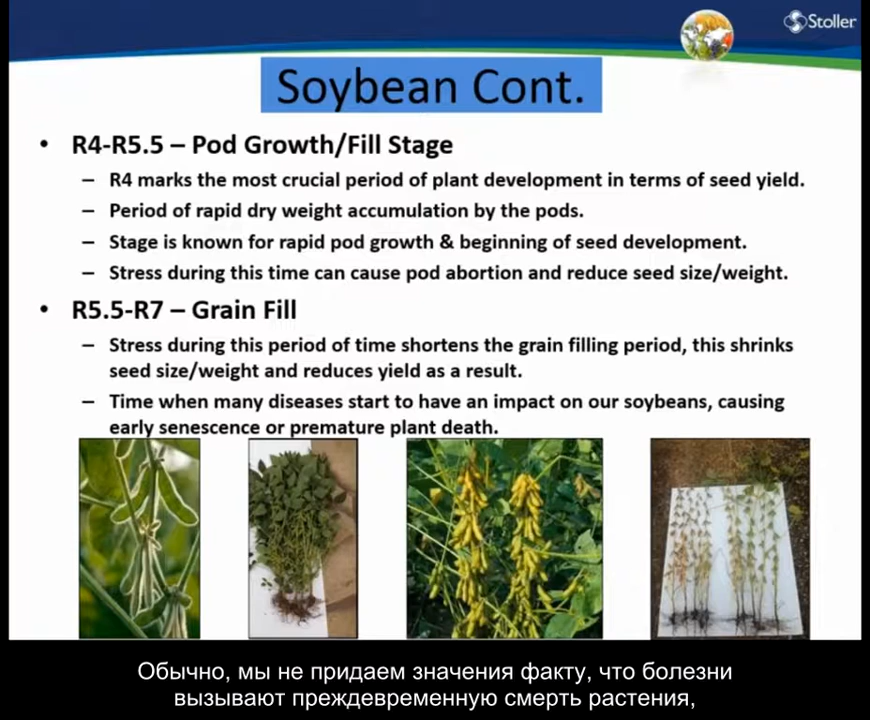 Stoller
Soybean Cont.
• R4-R5.5 – Pod Growth/Fill Stage
– R4 marks the most crucial period of plant development in terms of seed yield.
– Period of rapid dry weight accumulation by the pods.
– Stage is known for rapid pod growth & beginning of seed development.
– Stress during this time can cause pod abortion and reduce seed size/weight.
• R5.5-R7 – Grain Fill
– Stress during this period of time shortens the grain filling period, this shrinks
seed size/weight and reduces yield as a result.
– Time when many diseases start to have an impact on our soybeans, causing
early senescence or premature plant death.
Обычно, мы не придаем значения факту, что болезни
вызывают преждевременную смерть растения,